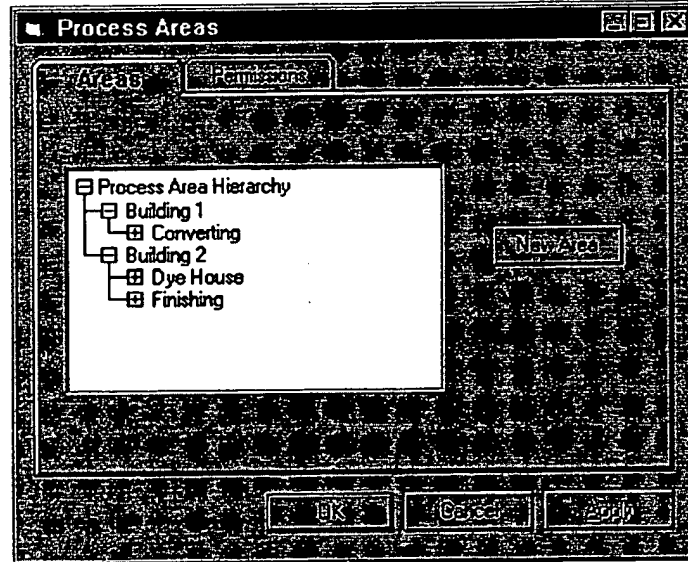 Process Areas
Areas Permissions
Process Area Hierarchy
Building 1
Converting
New Area
Building 2
Dye House
Finishing
OK Cancel Apply